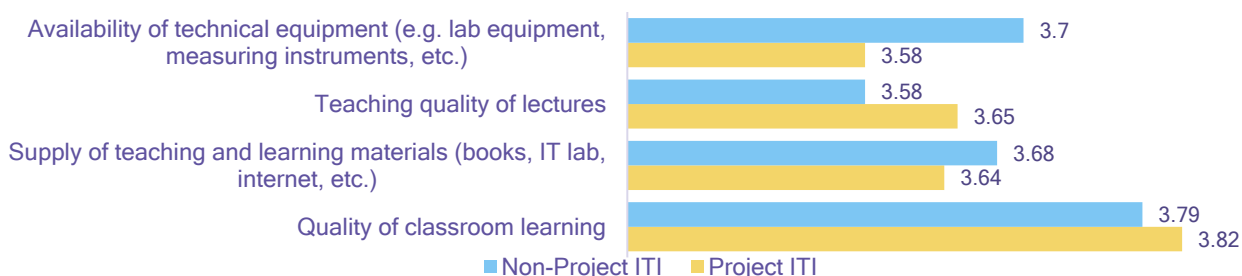 Availability of technical equipment (e.g. lab equipment,
measuring instruments, etc.)
3.7
3.58
Teaching quality of lectures
3.58
3.65
Supply of teaching and learning materials (books, IT lab,
internet, etc.)
3.68
3.64
Quality of classroom learning
3.79
3.82
Non-Project ITI Project ITI